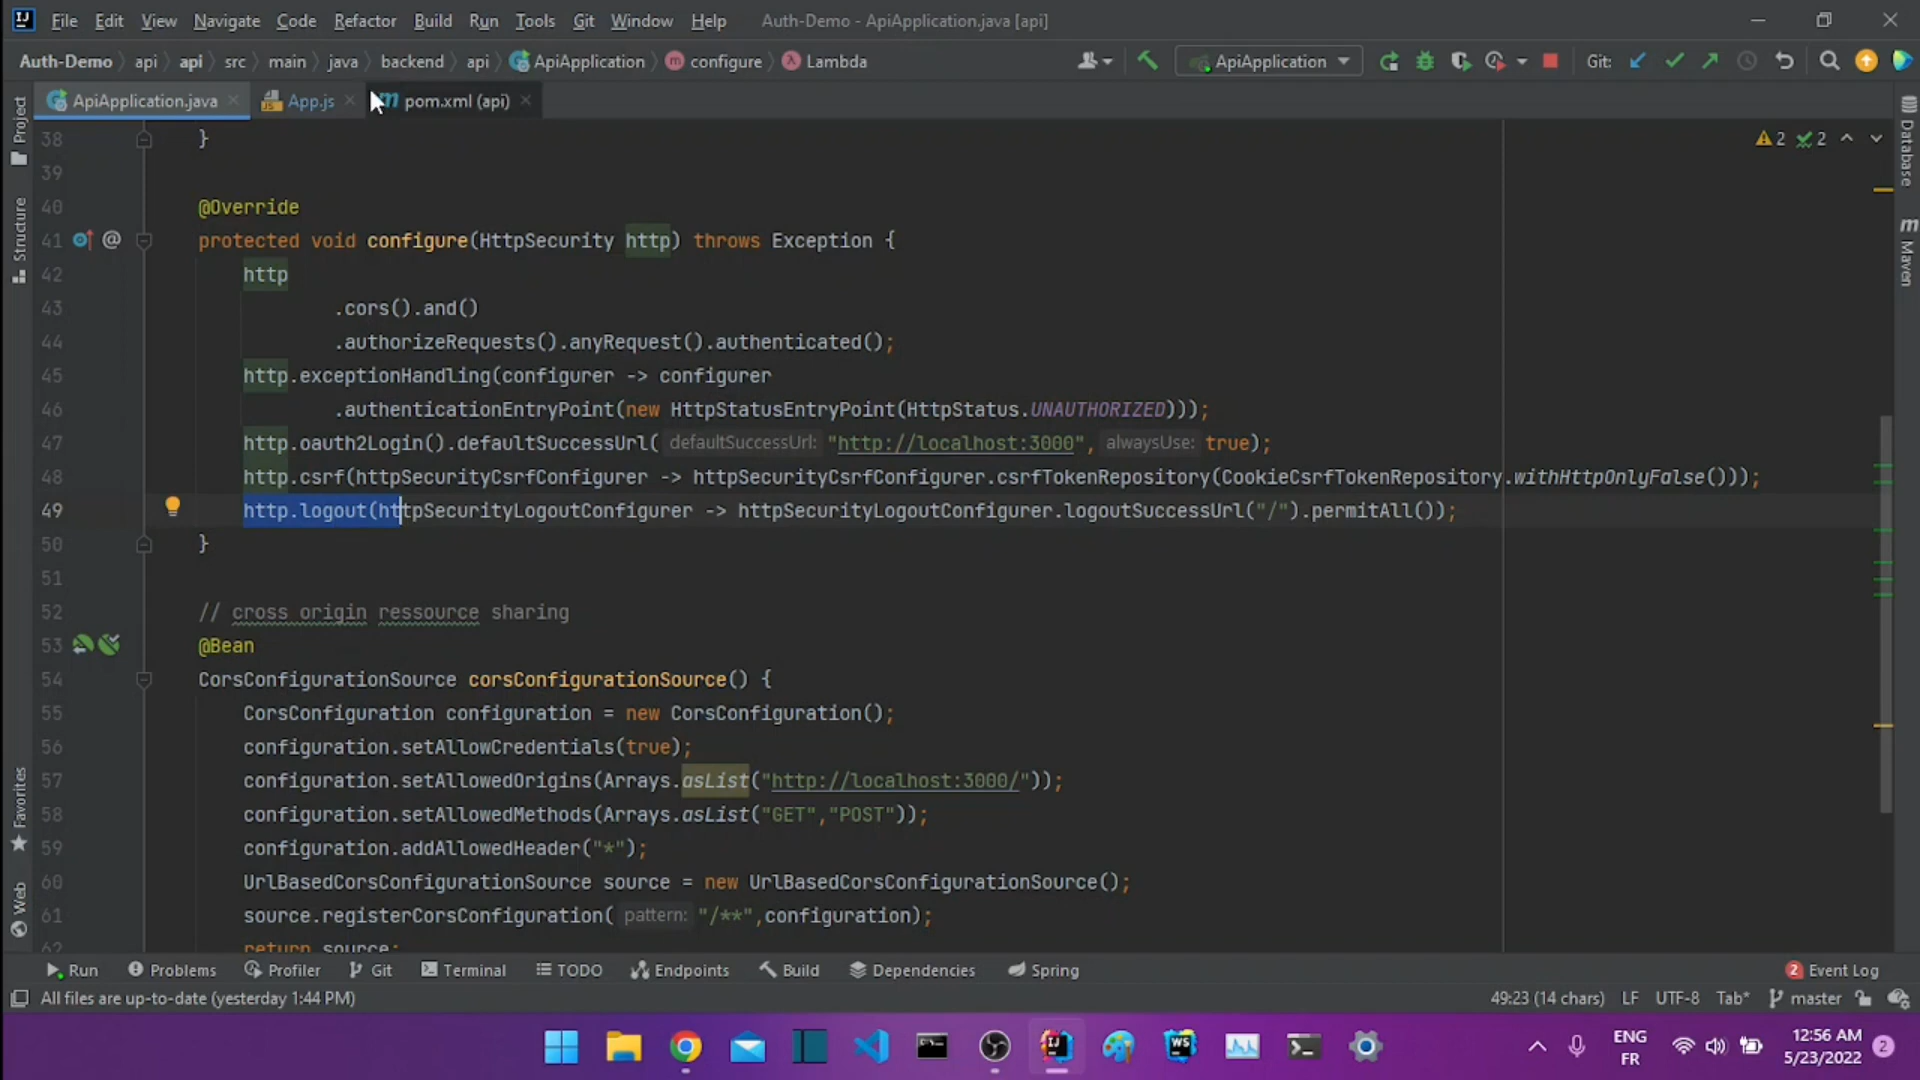 File Edit View Navigate Code Refactor Build Run Tools Git Window Help Auth-Demo - ApiApplication.java [api]
Auth-Demo api api src main java backend api ApiApplication configure Lambda ApiApplication Git:
ApiApplication.java App.js pom.xml (api)
38 }
39
40 @Override
41 protected void configure(HttpSecurity http) throws Exception {
42 http
43 .cors().and()
44 .authorizeRequests().anyRequest().authenticated();
45 http.exceptionHandling(configurer -> configurer
46 .authenticationEntryPoint(new HttpStatusEntryPoint(HttpStatus.UNAUTHORIZED)));
47 http.oauth2Login().defaultSuccessUrl( defaultSuccessUrl: "http://localhost:3000", alwaysUse: true);
48 http.csrf(httpSecurityCsrfConfigurer -> httpSecurityCsrfConfigurer.csrfTokenRepository(CookieCsrfTokenRepository.withHttpOnlyFalse()));
49 http.logout(httpSecurityLogoutConfigurer -> httpSecurityLogoutConfigurer.logoutSuccessUrl("/").permitAll());
50 }
51
52 // cross origin ressource sharing
53 @Bean
54 CorsConfigurationSource corsConfigurationSource() {
55 CorsConfiguration configuration = new CorsConfiguration();
56 configuration.setAllowCredentials(true);
57 configuration.setAllowedOrigins(Arrays.asList("http://localhost:3000/"));
58 configuration.setAllowedMethods(Arrays.asList("GET","POST"));
59 configuration.addAllowedHeader("*");
60 UrlBasedCorsConfigurationSource source = new UrlBasedCorsConfigurationSource();
61 source.registerCorsConfiguration( pattern: "/**",configuration);
62 return source;
2 2
Project
Structure
Favorites
Web
Database
Maven
Run Problems Profiler Git Terminal TODO Endpoints Build Dependencies Spring 2 Event Log
All files are up-to-date (yesterday 1:44 PM) 49:23 (14 chars) LF UTF-8 Tab* master
ENG
FR
12:56 AM
5/23/2022
2